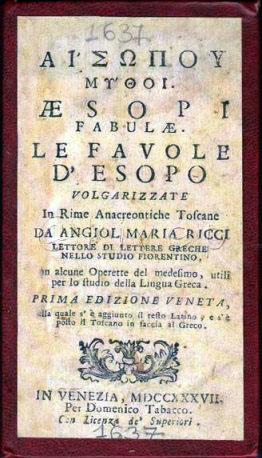 1637.
ΑΙΣΩΠΟΥ
ΜΥΘΟΙ.
ÆSOPI
FABULÆ.
LE FAVOLE
D' ESOPO
VOLGARIZZATE
In Rime Anacreontiche Toscane
DA ANGIOL MARIA RICCI
LETTORE DI LETTERE GRECHE
NELLO STUDIO FIORENTINO,
on alcune Operette del medesimo, utili
per lo studio della Lingua Greca.
PRIMA EDIZIONE VENETA,
lla quale s' è aggiunto il testo Latino, e s' è
posto il Toscano in faccia al Greco.
IN VENEZIA, MDCCXXXVII.
Per Domenico Tabacco.
Con Licenza de' Superiori.
1637